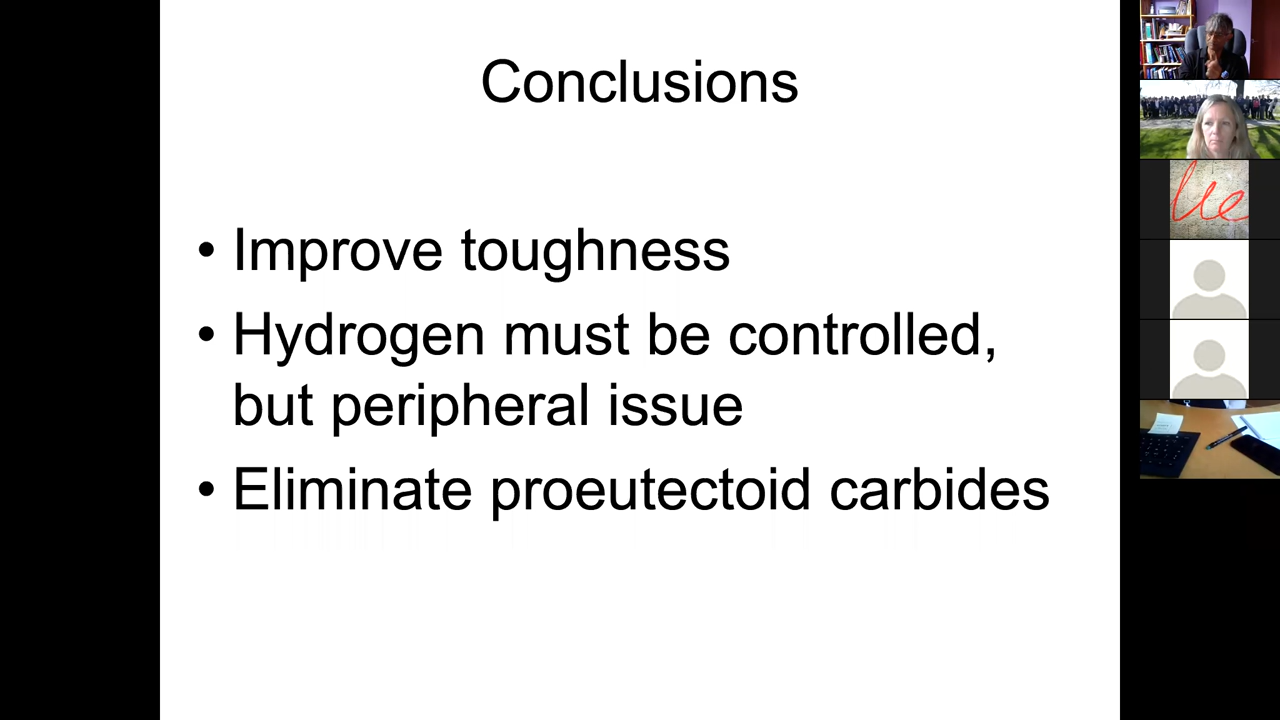 Conclusions
• Improve toughness
• Hydrogen must be controlled,
but peripheral issue
• Eliminate proeutectoid carbides